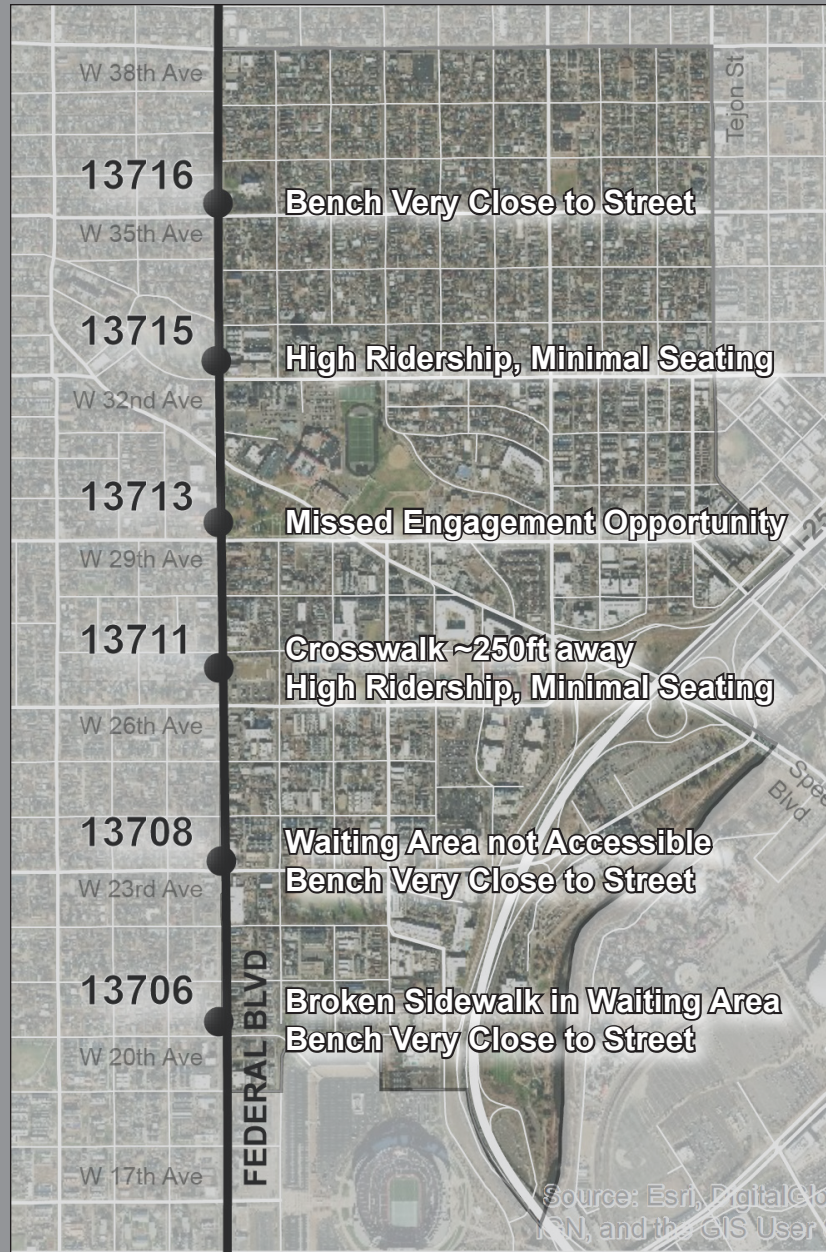 W 38th Ave
Tejon St
13716
Bench Very Close to Street
W 35th Ave
13715
High Ridership, Minimal Seating
W 32nd Ave
13713
Missed Engagement Opportunity
I-25
W 29th Ave
13711
Crosswalk ~250ft away
High Ridership, Minimal Seating
W 26th Ave
Blvd
13708
Waiting Area not Accessible
Bench Very Close to Street
W 23rd Ave
FEDERAL BLVD
13706
Broken Sidewalk in Waiting Area
Bench Very Close to Street
W 20th Ave
W 17th Ave
Source: Esri,
and the GIS User